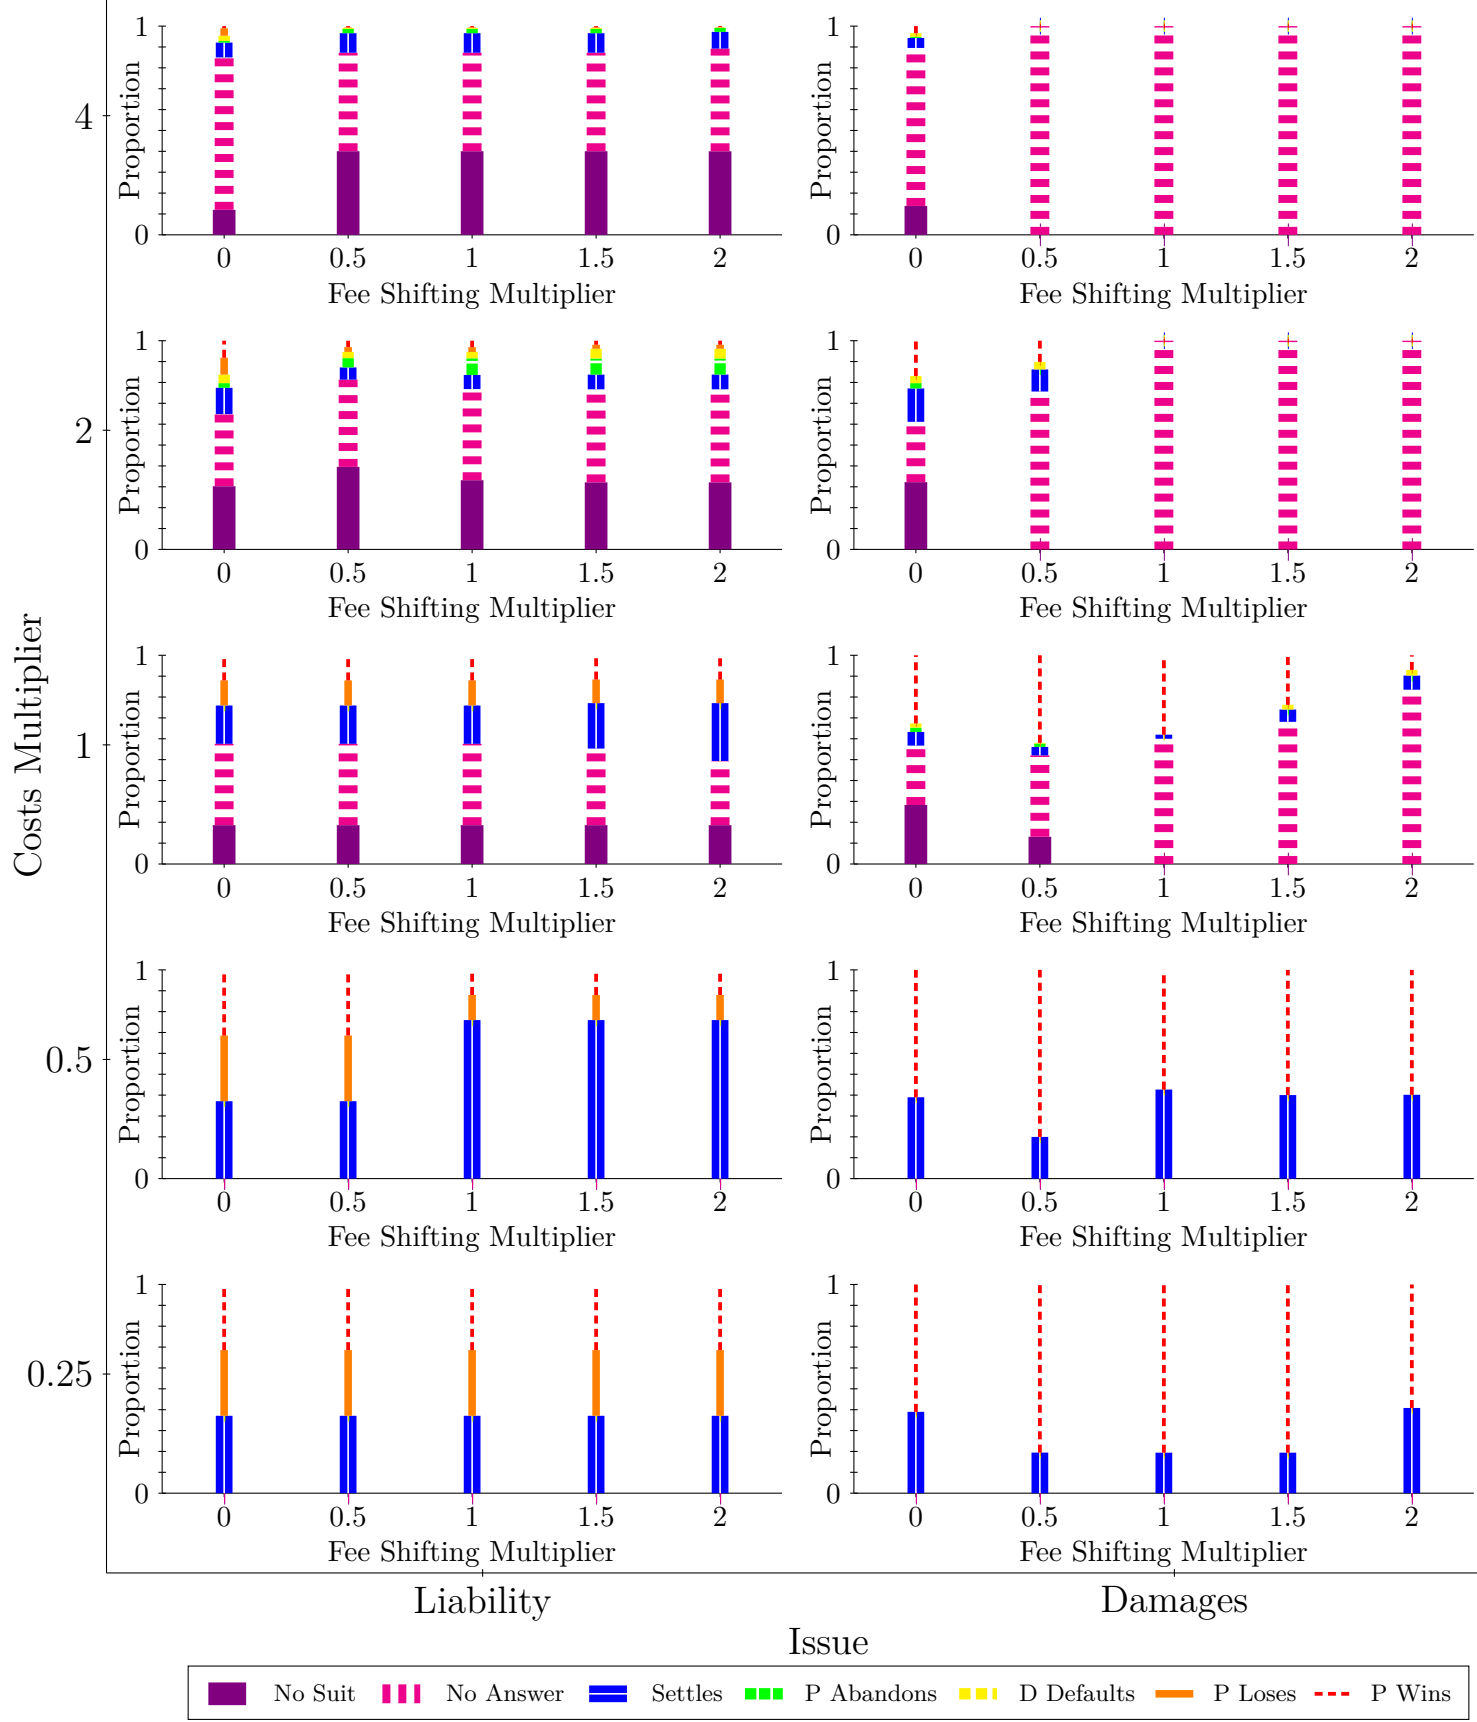 1
Proportion
0
0 0.5 1 1.5 2
Fee Shifting Multiplier
1
Proportion
0
0 0.5 1 1.5 2
Fee Shifting Multiplier
4
1
Proportion
0
0 0.5 1 1.5 2
Fee Shifting Multiplier
1
Proportion
0
0 0.5 1 1.5 2
Fee Shifting Multiplier
2
1
Proportion
0
0 0.5 1 1.5 2
Fee Shifting Multiplier
1
Proportion
0
0 0.5 1 1.5 2
Fee Shifting Multiplier
1
Costs Multiplier
1
Proportion
0
0 0.5 1 1.5 2
Fee Shifting Multiplier
1
Proportion
0
0 0.5 1 1.5 2
Fee Shifting Multiplier
0.5
1
Proportion
0
0 0.5 1 1.5 2
Fee Shifting Multiplier
1
Proportion
0
0 0.5 1 1.5 2
Fee Shifting Multiplier
0.25
Liability Damages
Issue
No Suit No Answer Settles P Abandons D Defaults P Loses P Wins